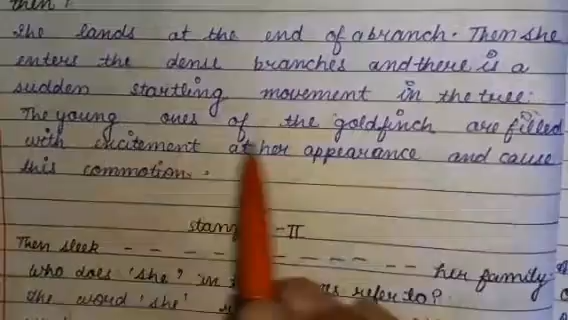 then?
She lands at the end of a branch. Then she
enters the dense branches and there is a
sudden startling movement in the tree.
The young ones of the goldfinch are filled
with excitement at her appearance and cause
this commotion.
-II
Then sleek - - - - - - - - - - her family.
Who does 'she' in refer to?
The word 'she'